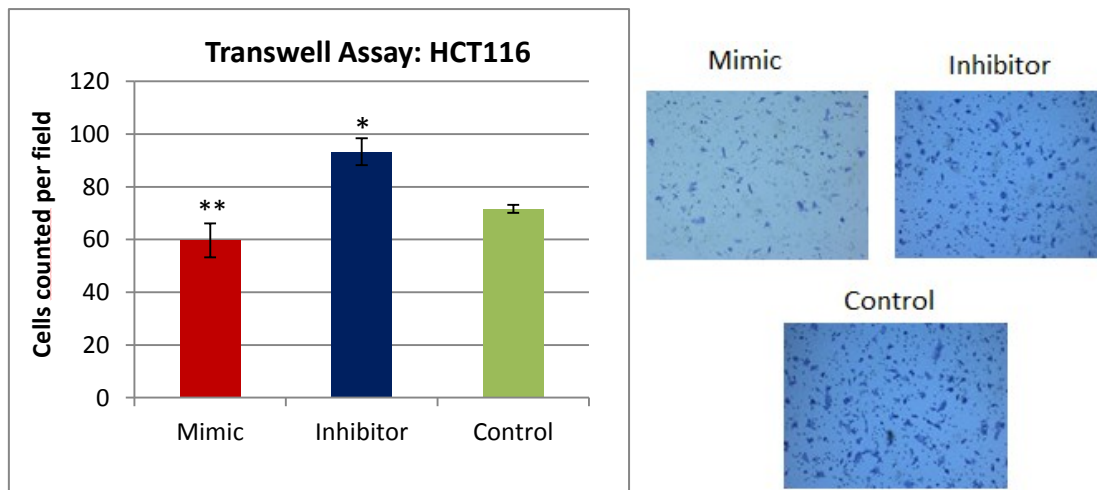 Transwell Assay: HCT116
Cells counted per field
120
100
80
60
40
20
0
**
*
Mimic
Inhibitor
Control
Mimic
Inhibitor
Control